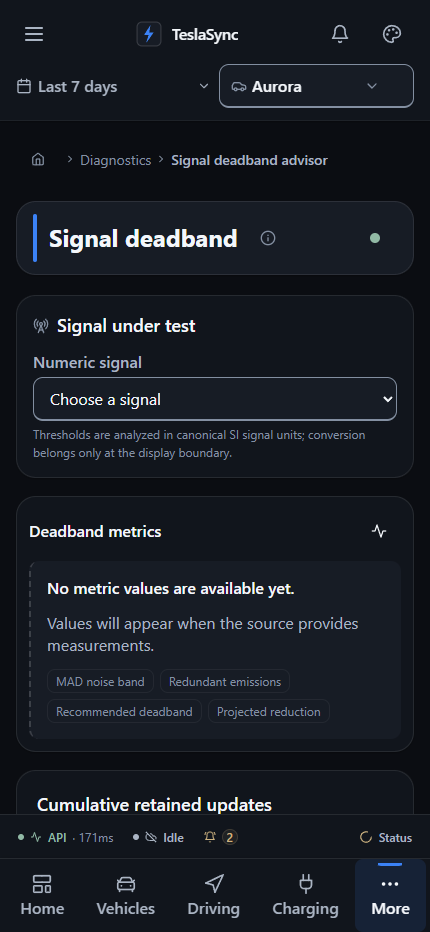 TeslaSync
Last 7 days
Aurora
Diagnostics
Signal deadband advisor
Signal deadband
Signal under test
Numeric signal
Choose a signal
Thresholds are analyzed in canonical SI signal units; conversion
belongs only at the display boundary.
Deadband metrics
No metric values are available yet.
Values will appear when the source provides
measurements.
MAD noise band
Redundant emissions
Recommended deadband
Projected reduction
Cumulative retained updates
API · 171ms
Idle
2
Status
Home
Vehicles
Driving
Charging
More